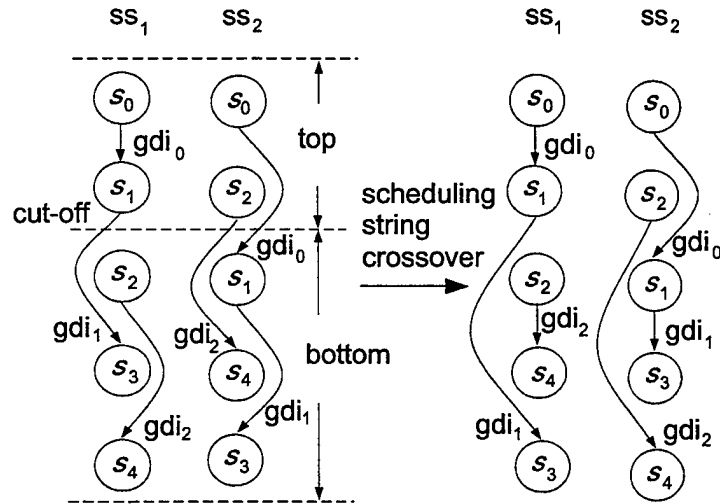 ss1 ss2 ss1 ss2
s0 s0 s0 s0
gdi0 top gdi0
s1 s2 s1 s2
cut-off scheduling
string
crossover
gdi0 gdi0
s2 s1 s2 s1
gdi1 gdi2 gdi2 gdi1
bottom
s3 s4 s4 s3
gdi2 gdi1 gdi1 gdi2
s4 s3 s3 s4